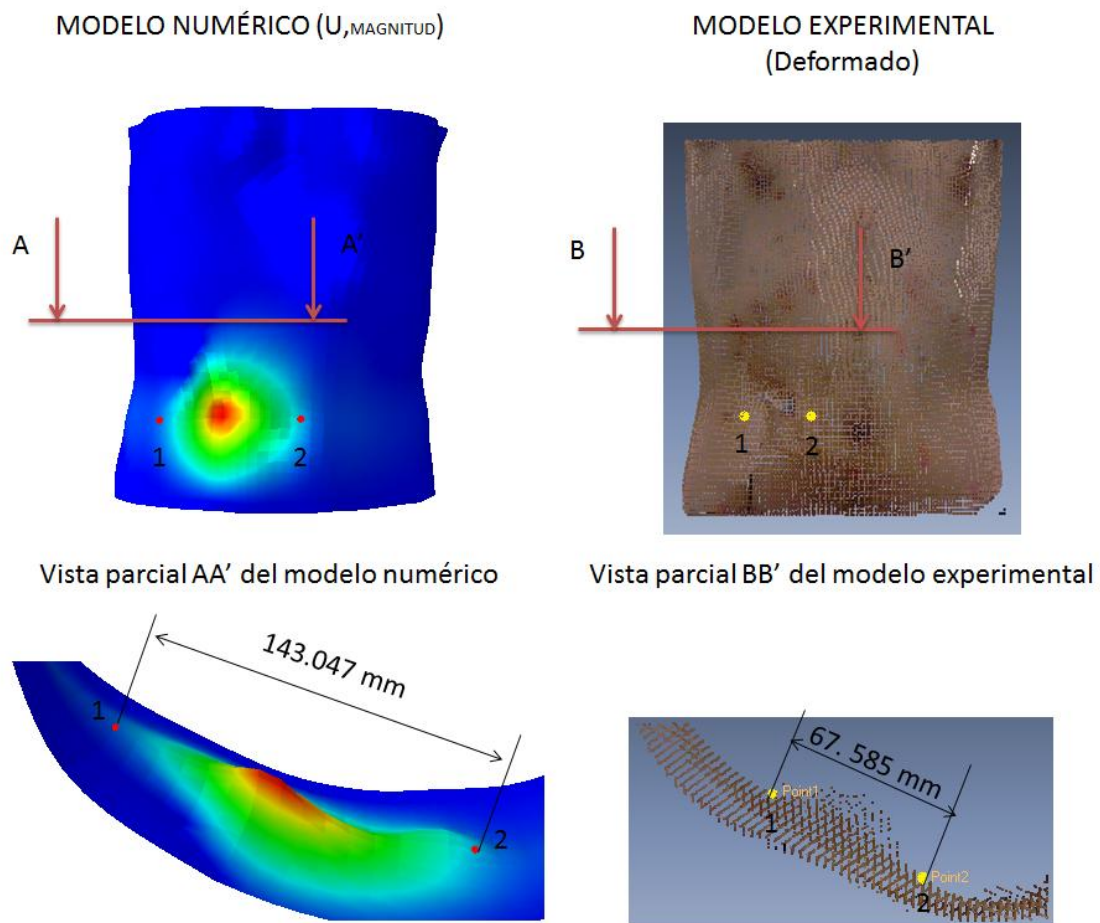 MODELO NUMÉRICO (U,MAGNITUD)
MODELO EXPERIMENTAL
(Deformado)
A
A'
1
2
B
B'
1
2
Vista parcial AA' del modelo numérico
Vista parcial BB' del modelo experimental
143.047 mm
1
2
67. 585 mm
Point1
1
Point2
2